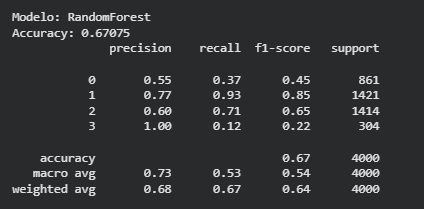 Modelo: RandomForest
Accuracy: 0.67075
precision recall f1-score support
0 0.55 0.37 0.45 861
1 0.77 0.93 0.85 1421
2 0.60 0.71 0.65 1414
3 1.00 0.12 0.22 304
accuracy 0.67 4000
macro avg 0.73 0.53 0.54 4000
weighted avg 0.68 0.67 0.64 4000